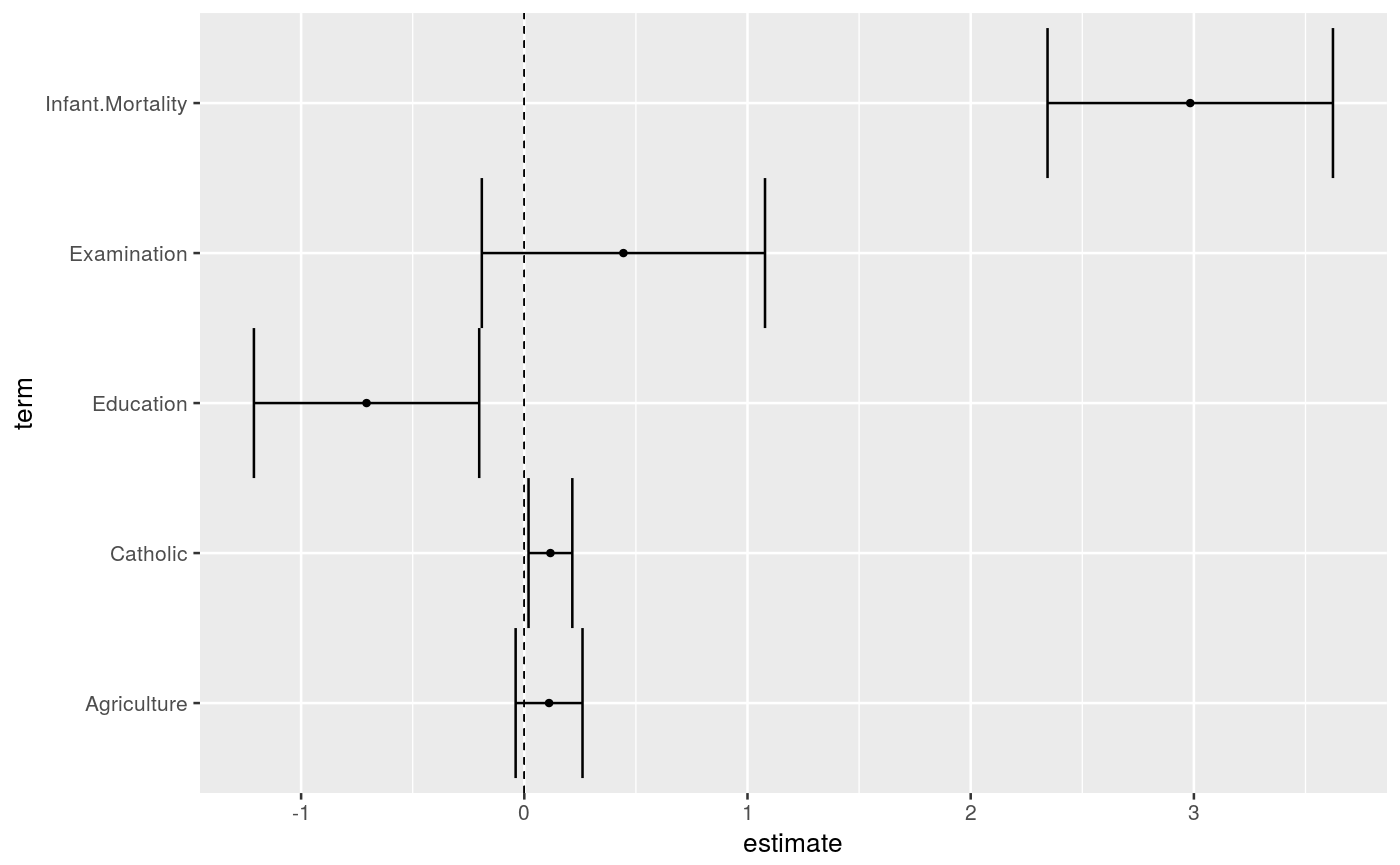 term
Infant.Mortality
Examination
Education
Catholic
Agriculture
-1 0 1 2 3
estimate